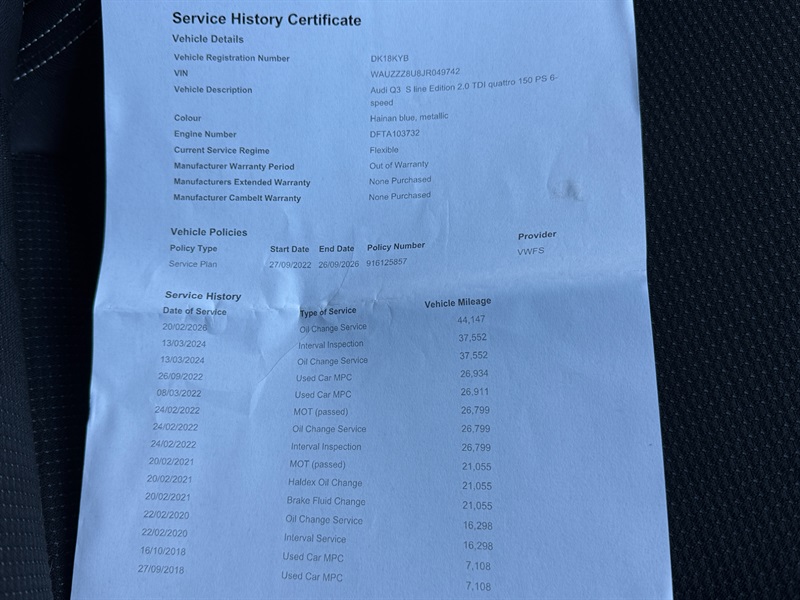 Service History Certificate
Vehicle Details
Vehicle Registration Number DK18KYB
VIN WAUZZZ8U8JR049742
Vehicle Description Audi Q3 S line Edition 2.0 TDI quattro 150 PS 6-
speed
Colour Hainan blue, metallic
Engine Number DFTA103732
Current Service Regime Flexible
Manufacturer Warranty Period Out of Warranty
Manufacturers Extended Warranty None Purchased
Manufacturer Cambelt Warranty None Purchased
Vehicle Policies
Policy Type Start Date End Date Policy Number Provider
Service Plan 27/09/2022 26/09/2026 916125857 VWFS
Service History
Date of Service Type of Service Vehicle Mileage
20/02/2026 Oil Change Service 44,147
13/03/2024 Interval Inspection 37,552
13/03/2024 Oil Change Service 37,552
26/09/2022 Used Car MPC 26,934
08/03/2022 Used Car MPC 26,911
24/02/2022 MOT (passed) 26,799
24/02/2022 Oil Change Service 26,799
24/02/2022 Interval Inspection 26,799
20/02/2021 MOT (passed) 21,055
20/02/2021 Haldex Oil Change 21,055
20/02/2021 Brake Fluid Change 21,055
22/02/2020 Oil Change Service 16,298
22/02/2020 Interval Service 16,298
16/10/2018 Used Car MPC 7,108
27/09/2018 Used Car MPC 7,108